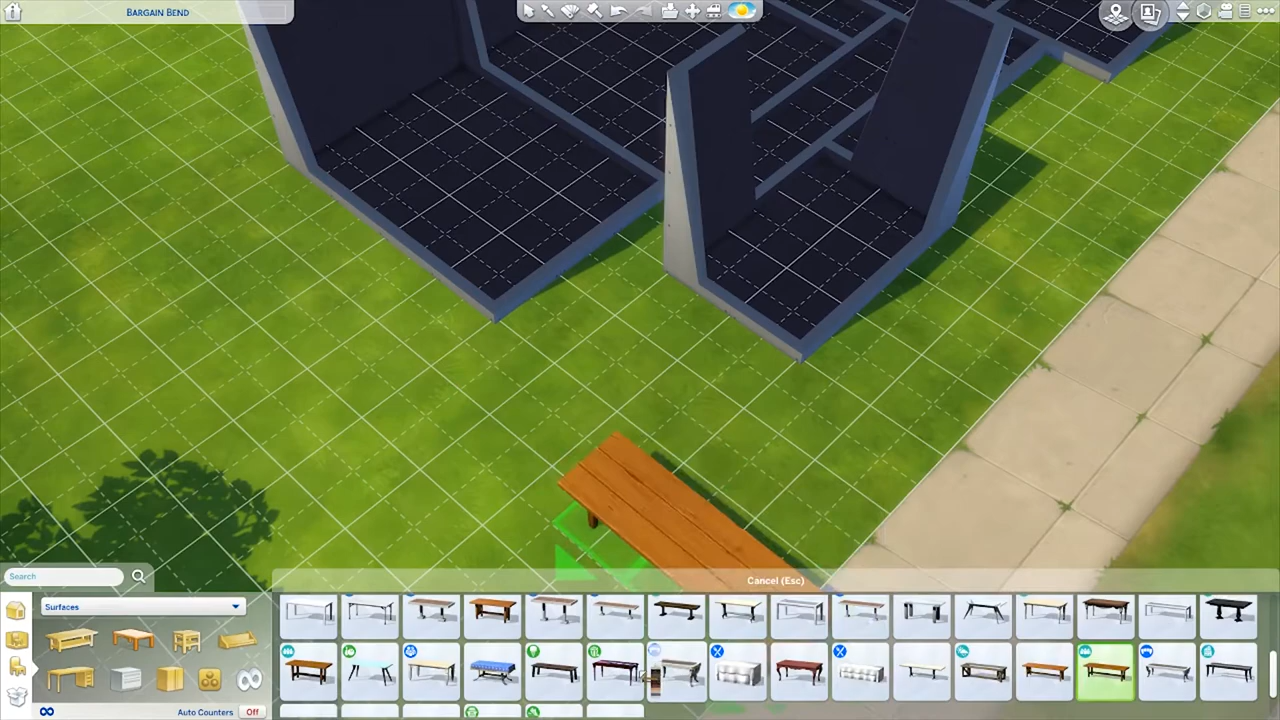 BARGAIN BEND
Cancel (Esc)
Search
Surfaces
Auto Counters
Off